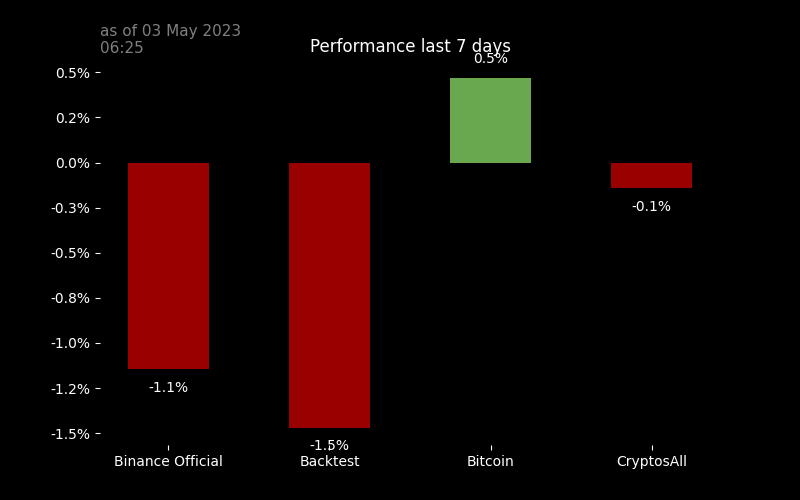 as of 03 May 2023
06:25
Performance last 7 days
0.5%
0.5%
0.2%
0.0%
-0.3%
-0.1%
-0.5%
-0.8%
-1.0%
-1.1%
-1.2%
-1.5%
-1.5%
Binance Official
Backtest
Bitcoin
CryptosAll